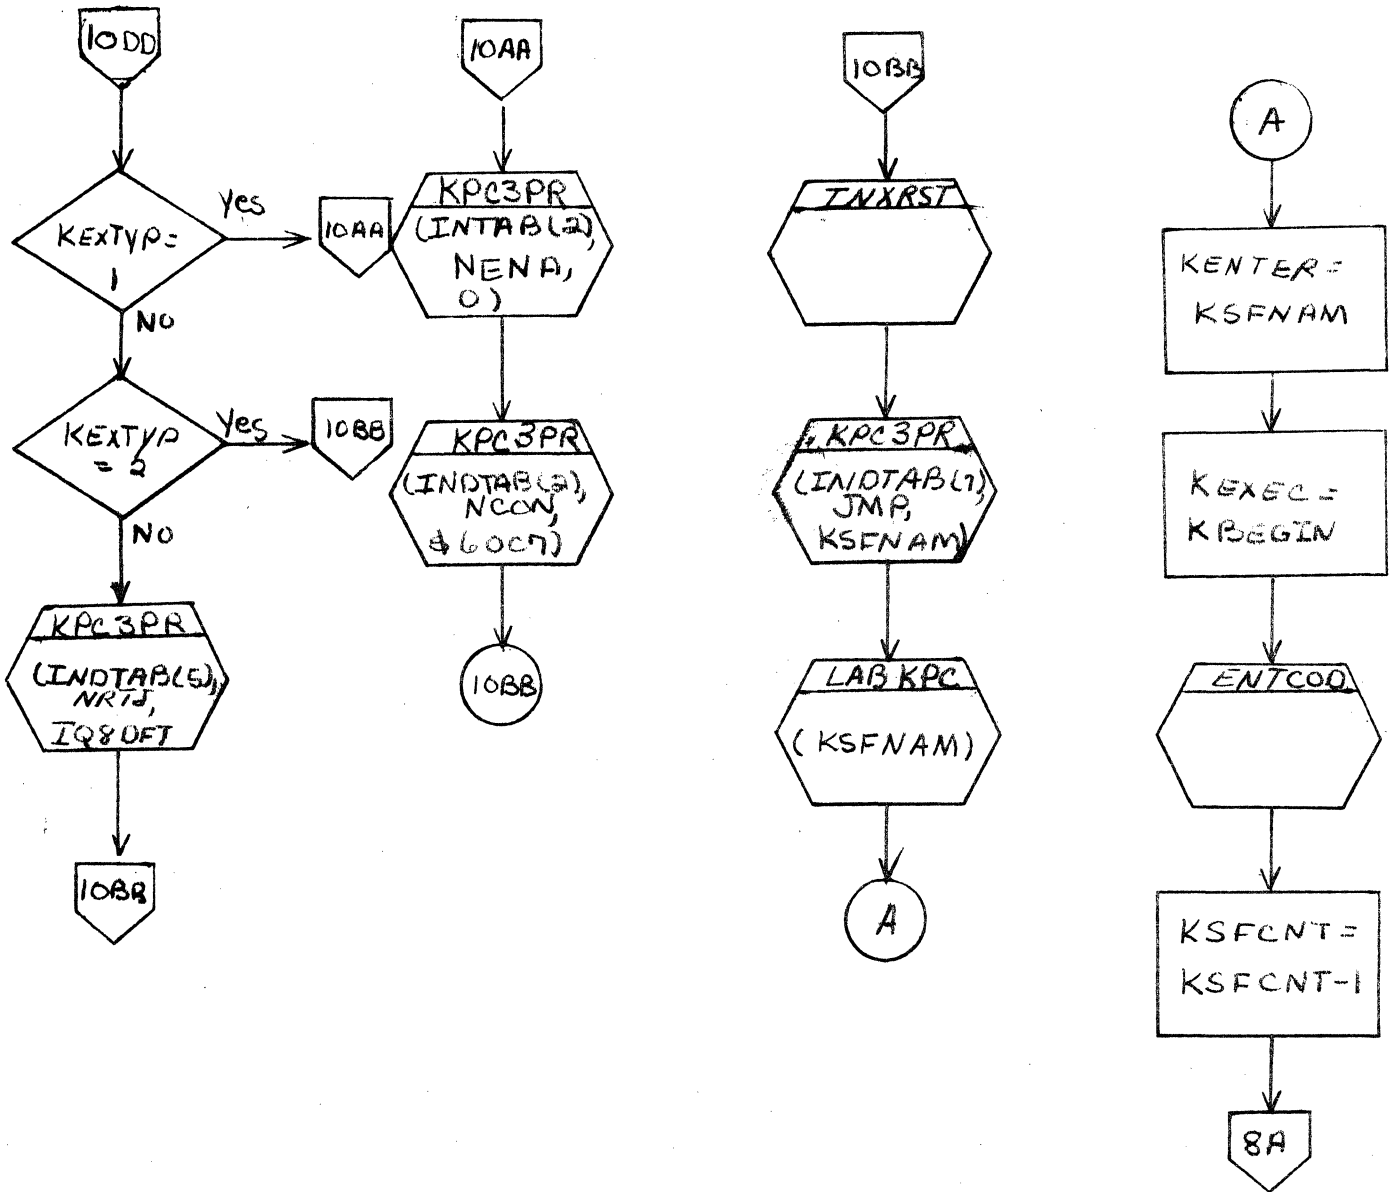 10DD
KEXTYP=
1
Yes
10AA
NO
KEXTYP
= 2
Yes
10BB
NO
KPC3PR
(INDTAB(5),
NRTJ,
IQ8DFT
10BB
10AA
KPC3PR
(INTAB(2),
NENA,
0)
KPC3PR
(INDTAB(2),
NCON,
$60C7)
10BB
10BB
INXRST
KPC3PR
(INDTAB(7),
JMP,
KSFNAM)
LABKPC
(KSFNAM)
A
A
KENTER=
KSFNAM
KEXEC=
KBEGIN
ENTCOD
KSFCNT=
KSFCNT-1
8A